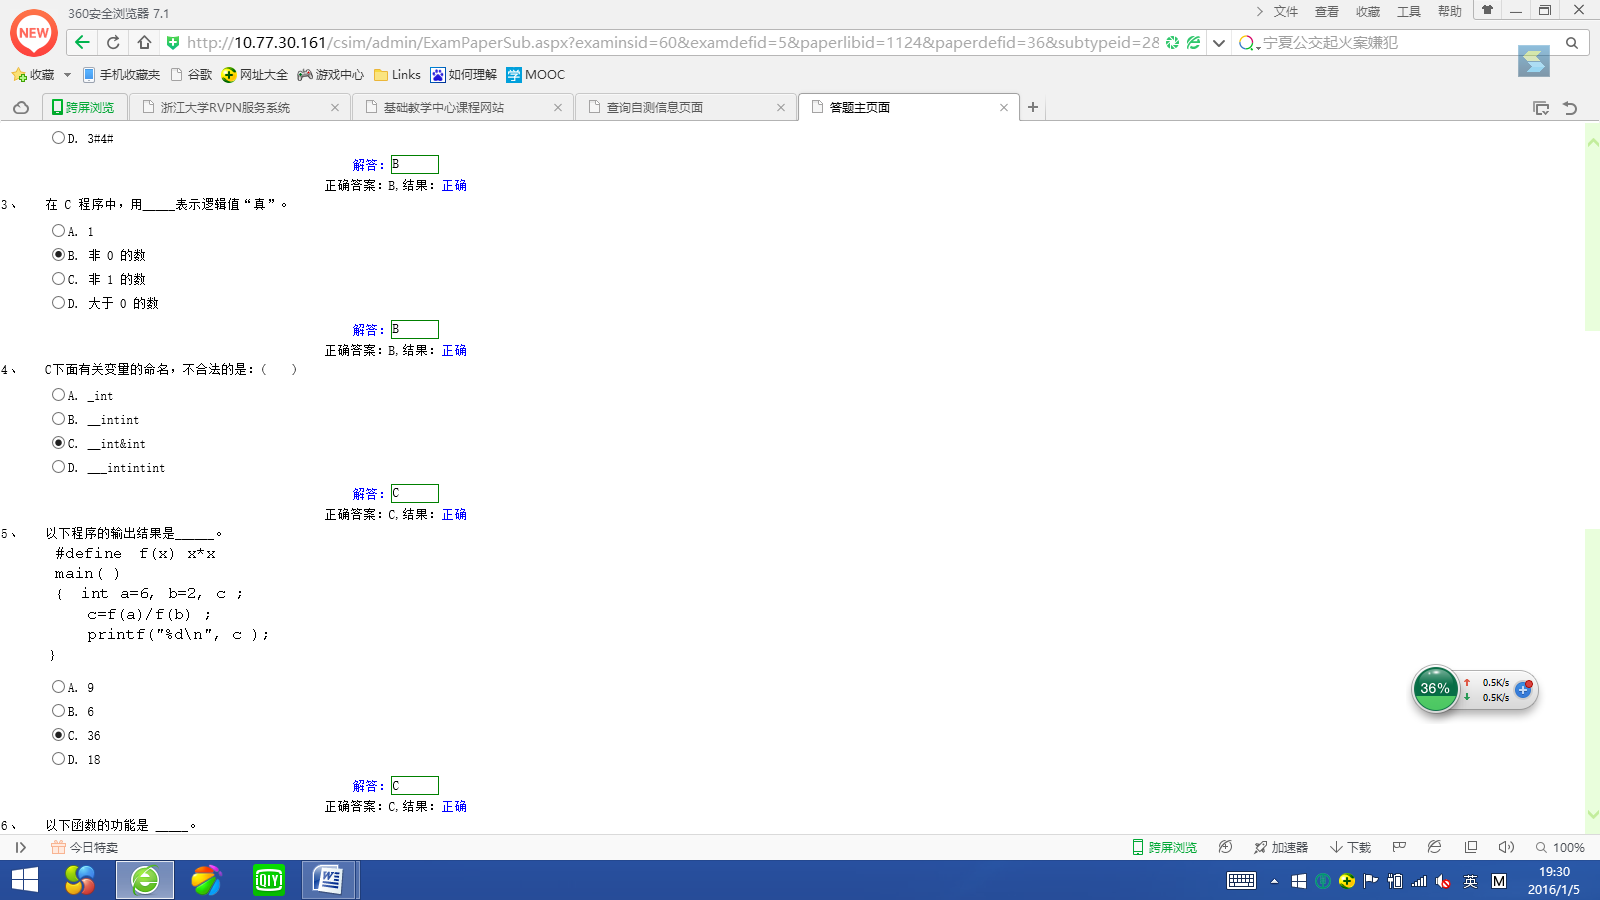 360安全浏览器 7.1
文件 查看 收藏 工具 帮助
NEW
http://10.77.30.161/csim/admin/ExamPaperSub.aspx?examinsid=60&examdefid=5&paperlibid=1124&paperdefid=36&subtypeid=2&
宁夏公交起火案嫌犯
收藏 手机收藏夹 谷歌 网址大全 游戏中心 Links 如何理解 学 MOOC
跨屏浏览 浙江大学RVPN服务系统 基础教学中心课程网站 查询自测信息页面 答题主页面
D. 3#4#
解答: B
正确答案: B,结果: 正确
3、 在 C 程序中，用_____表示逻辑值“真”。
A. 1
B. 非 0 的数
C. 非 1 的数
D. 大于 0 的数
解答: B
正确答案: B,结果: 正确
4、 C下面有关变量的命名，不合法的是:（ ）
A. _int
B. __intint
C. __int&int
D. ___intintint
解答: C
正确答案: C,结果: 正确
5、 以下程序的输出结果是______。
#define  f(x) x*x
main( )
{  int a=6, b=2, c ;
c=f(a)/f(b) ;
printf("%d\n", c );
}
A. 9
B. 6
C. 36
D. 18
解答: C
正确答案: C,结果: 正确
36% 0.5K/s
0.5K/s
6、 以下函数的功能是 _____。
今日特卖 跨屏浏览 加速器 下载 100%
QIY 英 M
19:30
2016/1/5